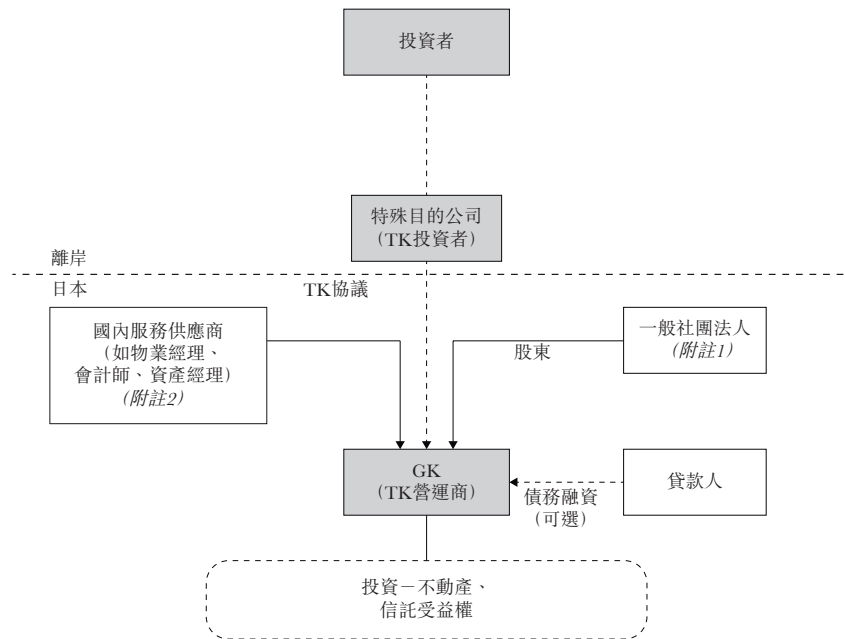 投資者
特殊目的公司
（TK投資者）
離岸
日本
TK協議
國內服務供應商
（如物業經理、
會計師、資產經理）
（附註2）
股東
一般社團法人
（附註1）
GK
（TK營運商）
債務融資
（可選）
貸款人
投資－不動產、
信託受益權